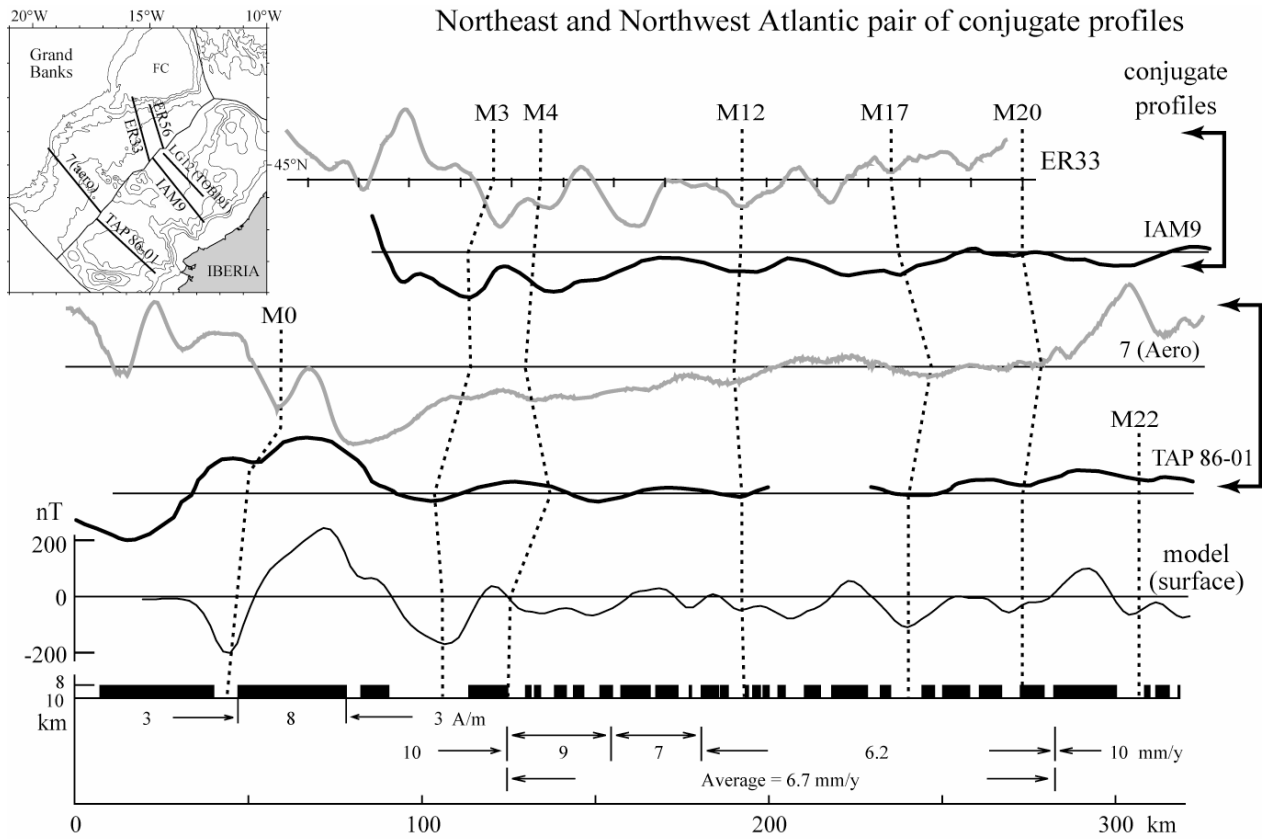 Northeast and Northwest Atlantic pair of conjugate profiles
20°W 15°W 10°W
Grand
Banks
FC
ER56
ER33
LG12 (TOBI91)
7(aero)
IAM9
TAP 86-01
IBERIA
45°N
conjugate
profiles
M3 M4 M12 M17 M20
ER33
IAM9
M0
7 (Aero)
M22
TAP 86-01
nT
200
0
-200
model
(surface)
8
10
km
3 8 3 A/m
10 9 7 6.2 10 mm/y
Average = 6.7 mm/y
0 100 200 300 km